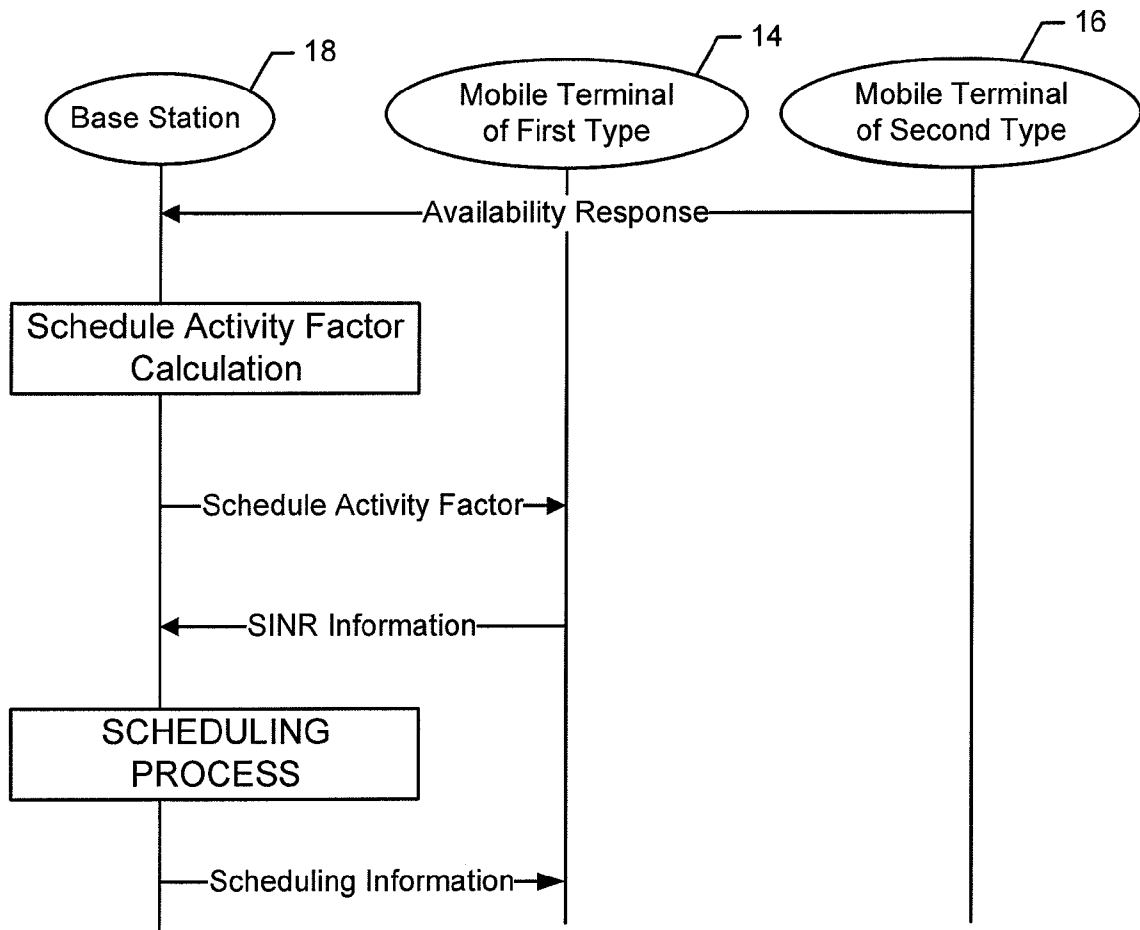 18
14
16
Base Station
Mobile Terminal
of First Type
Mobile Terminal
of Second Type
Availability Response
Schedule Activity Factor
Calculation
Schedule Activity Factor
SINR Information
SCHEDULING
PROCESS
Scheduling Information